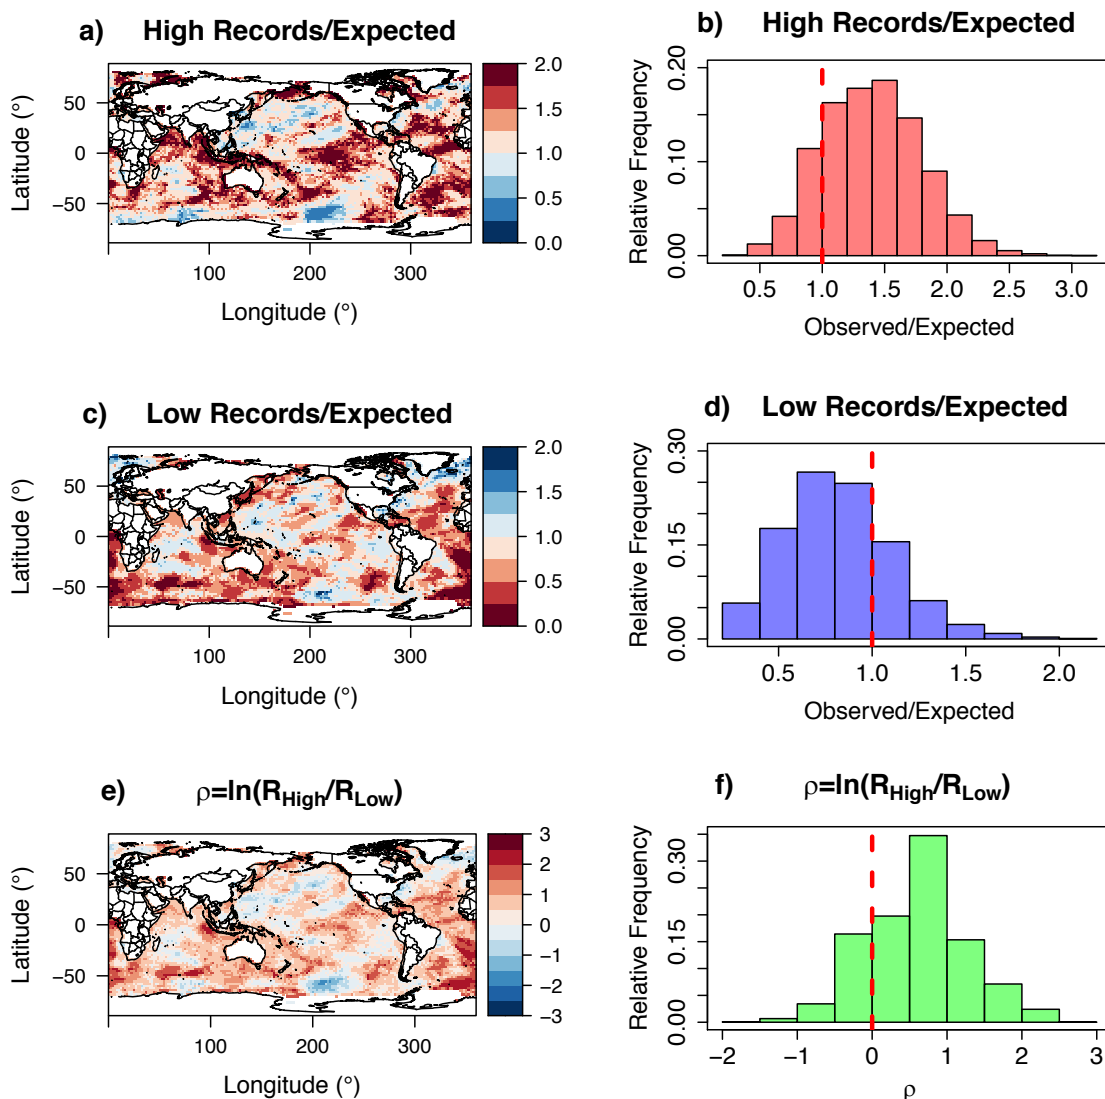 a) High Records/Expected
Latitude (°)
50
0
−50
100 200 300
Longitude (°)
2.0
1.5
1.0
0.5
0.0
b) High Records/Expected
Relative Frequency
0.20
0.10
0.00
0.5 1.0 1.5 2.0 2.5 3.0
Observed/Expected
c) Low Records/Expected
Latitude (°)
50
0
−50
100 200 300
Longitude (°)
2.0
1.5
1.0
0.5
0.0
d) Low Records/Expected
Relative Frequency
0.30
0.15
0.00
0.5 1.0 1.5 2.0
Observed/Expected
e) ρ=ln(R_High/R_Low)
Latitude (°)
50
0
−50
100 200 300
Longitude (°)
3
2
1
0
−1
−2
−3
f) ρ=ln(R_High/R_Low)
Relative Frequency
0.30
0.15
0.00
−2 −1 0 1 2 3
ρ